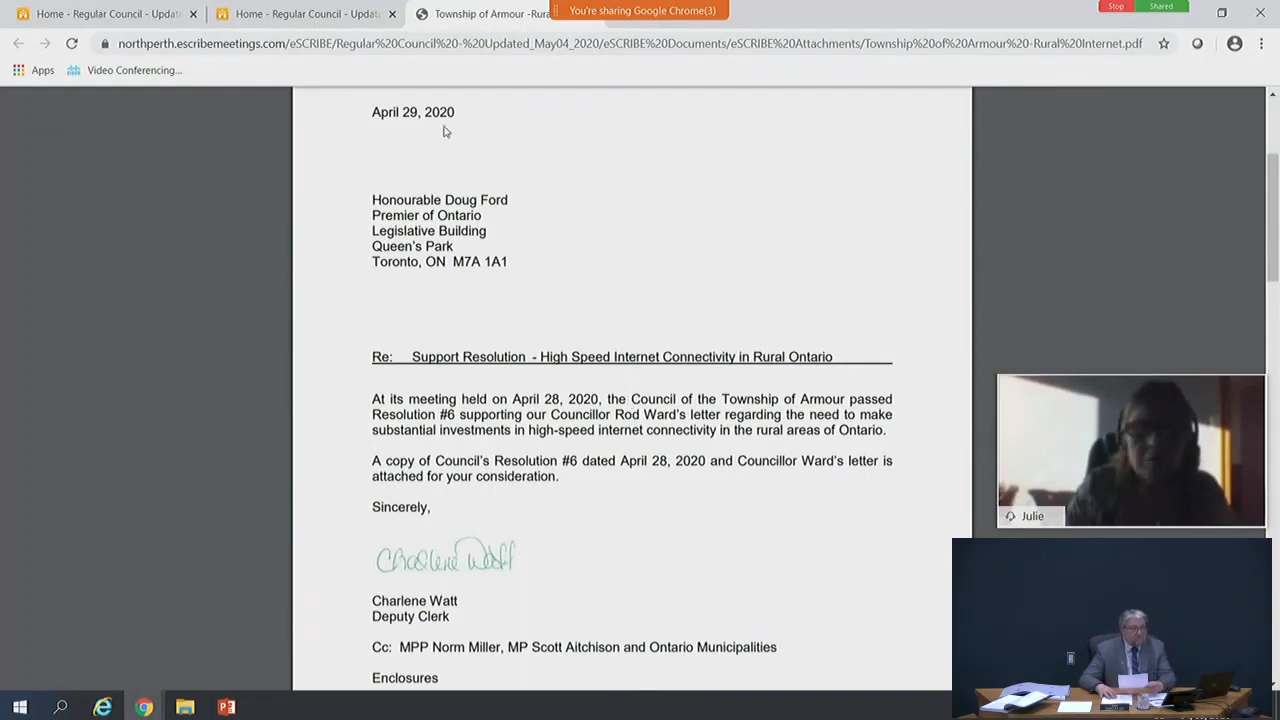 Home - Regular Council - Update
Home - Regular Council - Update
Township of Armour -Rura
You're sharing Google Chrome(3)
Stop
Shared
northperth.escribemeetings.com/eSCRIBE/Regular%20Council%20-%20Updated_May04_2020/eSCRIBE%20Documents/eSCRIBE%20Attachments/Township%20of%20Armour%20-Rural%20Internet.pdf
Apps
Video Conferencing...
April 29, 2020
Honourable Doug Ford
Premier of Ontario
Legislative Building
Queen's Park
Toronto, ON M7A 1A1
Re: Support Resolution - High Speed Internet Connectivity in Rural Ontario
At its meeting held on April 28, 2020, the Council of the Township of Armour passed
Resolution #6 supporting our Councillor Rod Ward's letter regarding the need to make
substantial investments in high-speed internet connectivity in the rural areas of Ontario.
A copy of Council's Resolution #6 dated April 28, 2020 and Councillor Ward's letter is
attached for your consideration.
Sincerely,
Charlene Watt
Charlene Watt
Deputy Clerk
Cc: MPP Norm Miller, MP Scott Aitchison and Ontario Municipalities
Enclosures
Julie